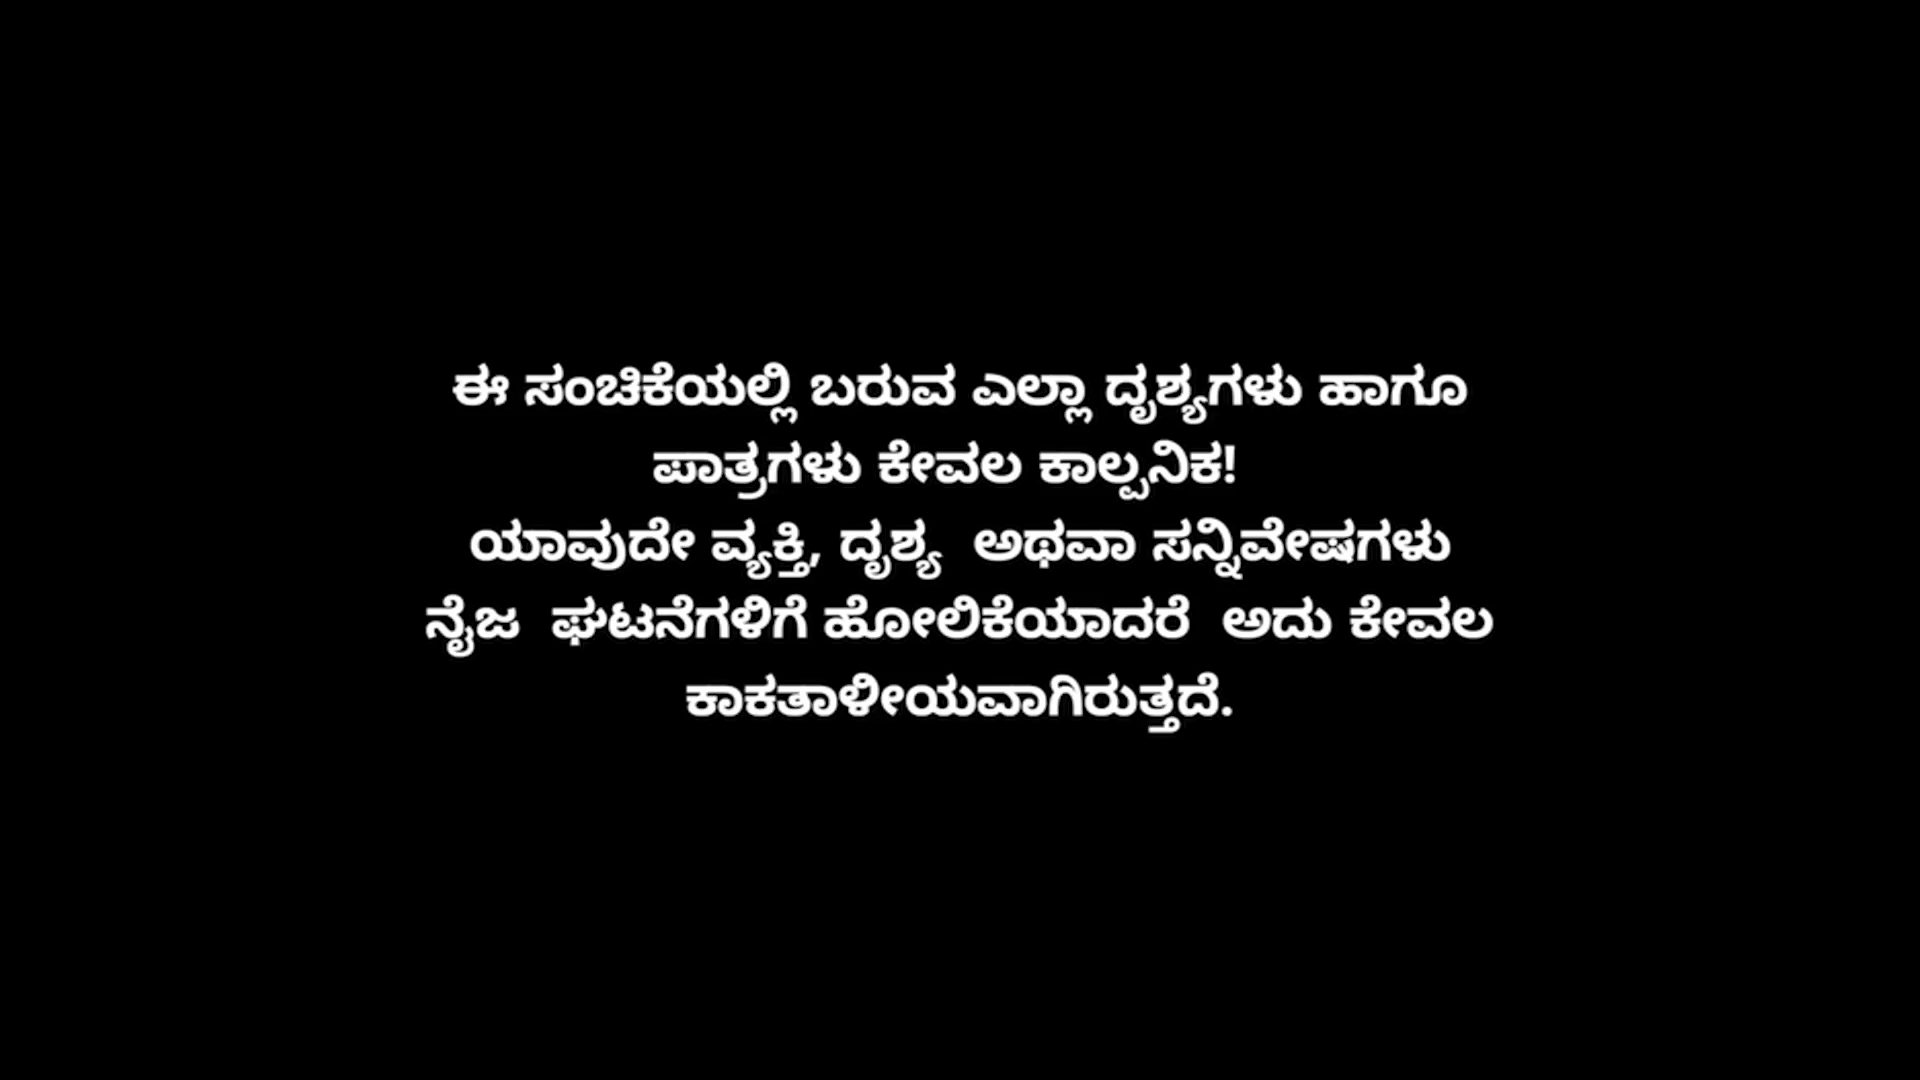 ಈ ಸಂಚಿಕೆಯಲ್ಲಿ ಬರುವ ಎಲ್ಲಾ ದೃಶ್ಯಗಳು ಹಾಗೂ
ಪಾತ್ರಗಳು ಕೇವಲ ಕಾಲ್ಪನಿಕ!
ಯಾವುದೇ ವ್ಯಕ್ತಿ, ದೃಶ್ಯ ಅಥವಾ ಸನ್ನಿವೇಷಗಳು
ನೈಜ ಘಟನೆಗಳಿಗೆ ಹೋಲಿಕೆಯಾದರೆ ಅದು ಕೇವಲ
ಕಾಕತಾಳೀಯವಾಗಿರುತ್ತದೆ.